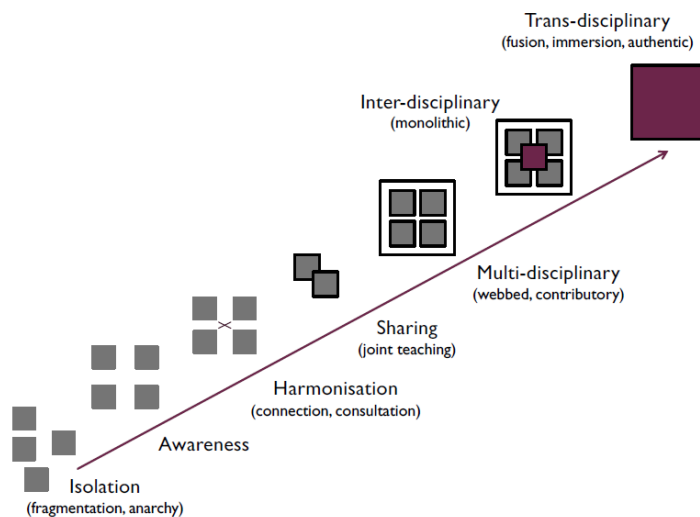 Trans-disciplinary
(fusion, immersion, authentic)
Inter-disciplinary
(monolithic)
Multi-disciplinary
(webbed, contributory)
Sharing
(joint teaching)
Harmonisation
(connection, consultation)
Awareness
Isolation
(fragmentation, anarchy)